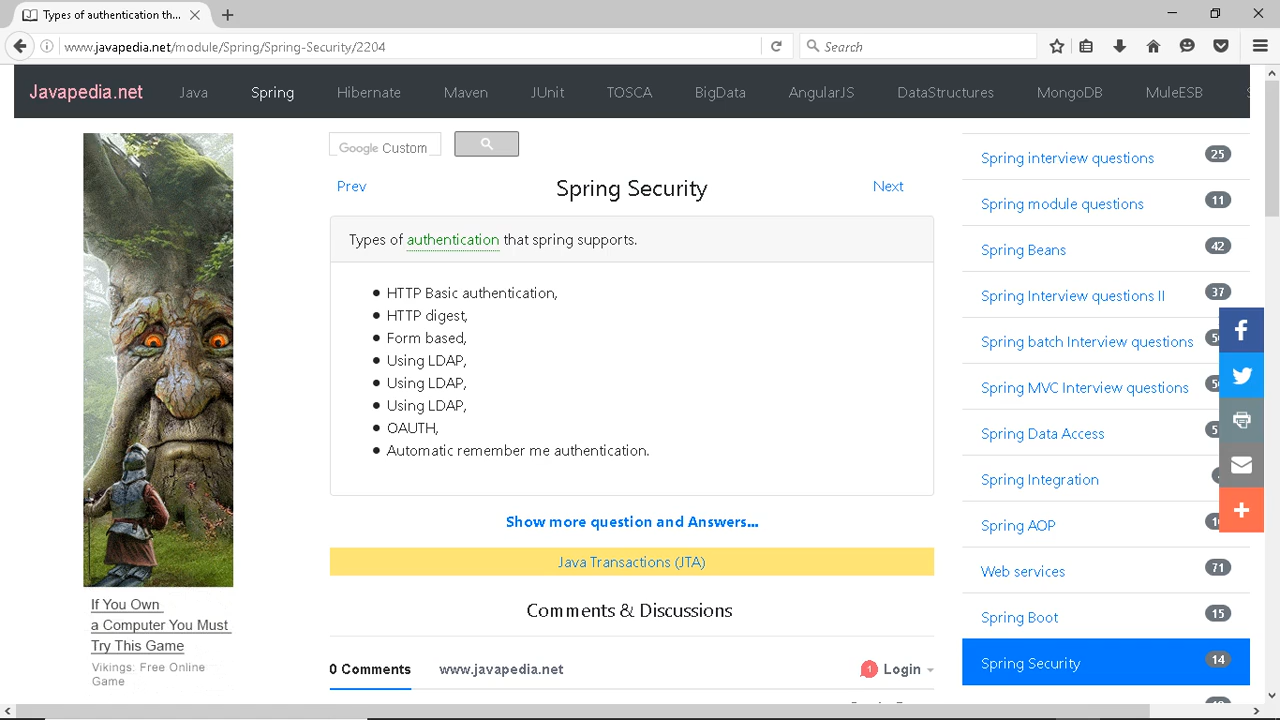 Types of authentication th...
www.javapedia.net/module/Spring/Spring-Security/2204
Search
Javapedia.net Java Spring Hibernate Maven JUnit TOSCA BigData AngularJS DataStructures MongoDB MuleESB
Google Custom
Prev
Spring Security
Next
Types of authentication that spring supports.
HTTP Basic authentication,
HTTP digest,
Form based,
Using LDAP,
Using LDAP,
Using LDAP,
OAUTH,
Automatic remember me authentication.
Show more question and Answers...
Java Transactions (JTA)
Comments & Discussions
0 Comments www.javapedia.net 1 Login
If You Own
a Computer You Must
Try This Game
Vikings: Free Online
Game
Spring interview questions 25
Spring module questions 11
Spring Beans 42
Spring Interview questions II 37
Spring batch Interview questions
Spring MVC Interview questions
Spring Data Access
Spring Integration
Spring AOP
Web services 71
Spring Boot 15
Spring Security 14